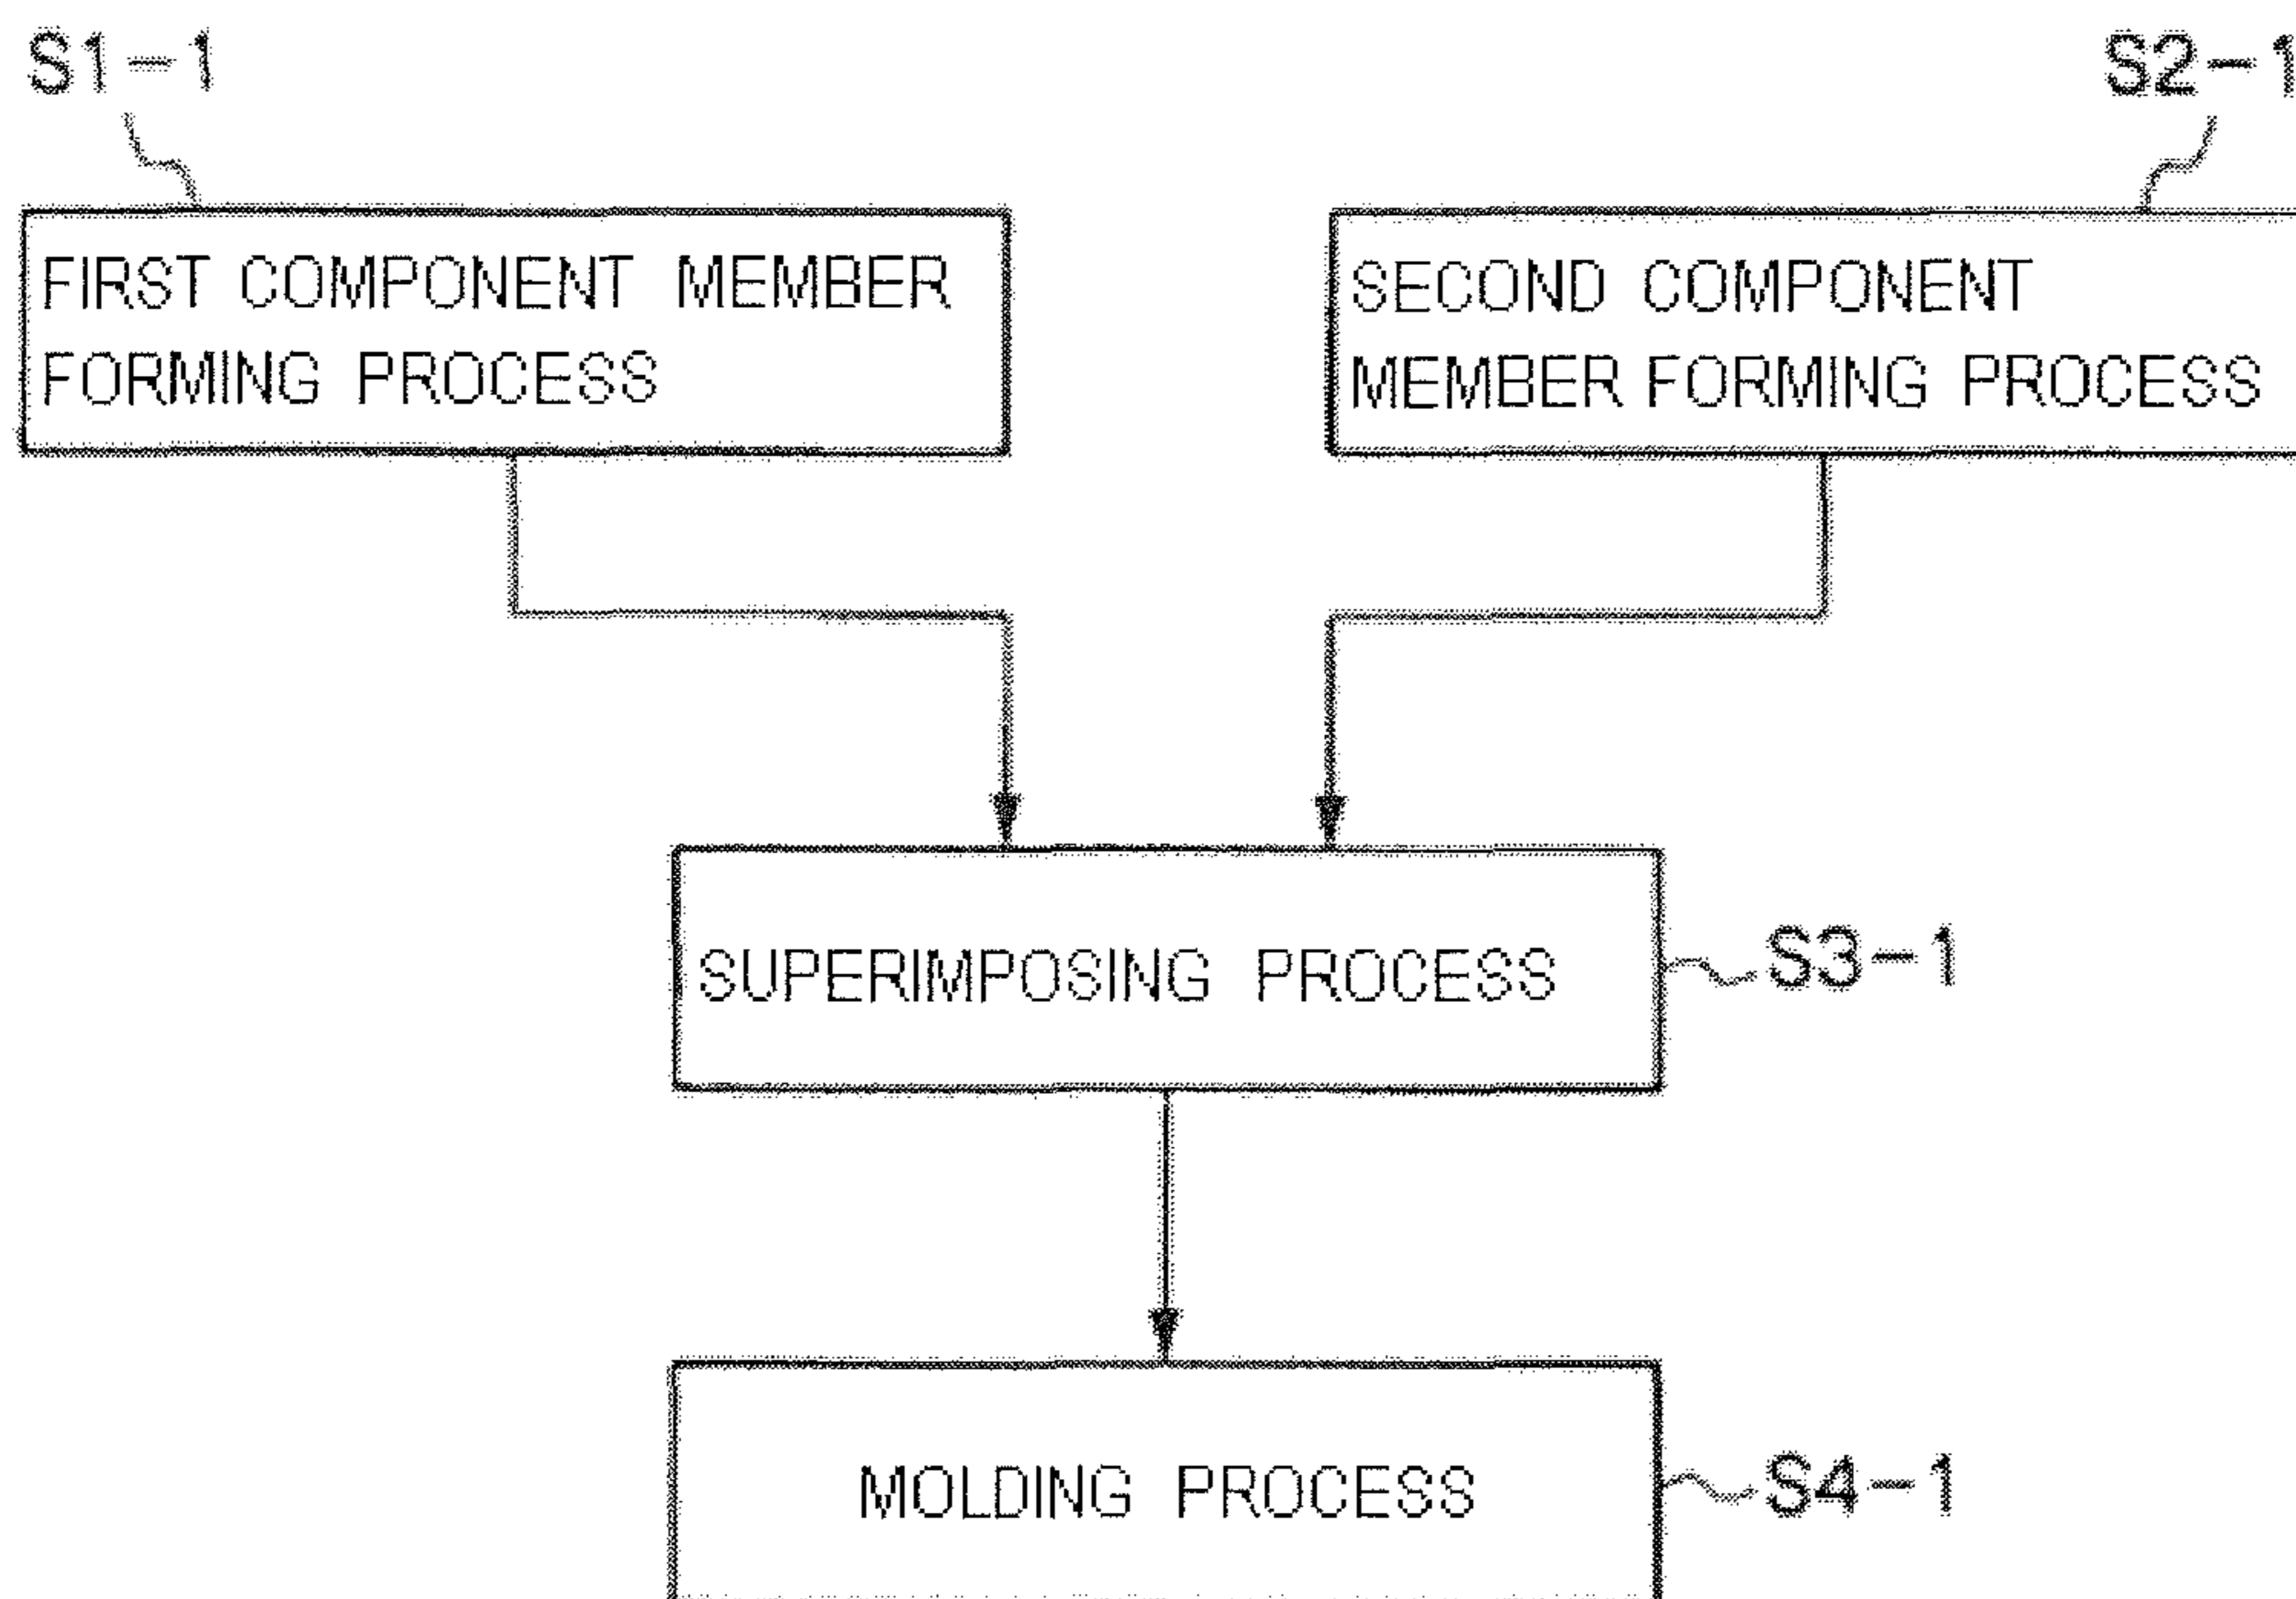 S1-1
S2-1
FIRST COMPONENT MEMBER
FORMING PROCESS
SECOND COMPONENT
MEMBER FORMING PROCESS
SUPERIMPOSING PROCESS
S3-1
MOLDING PROCESS
S4-1